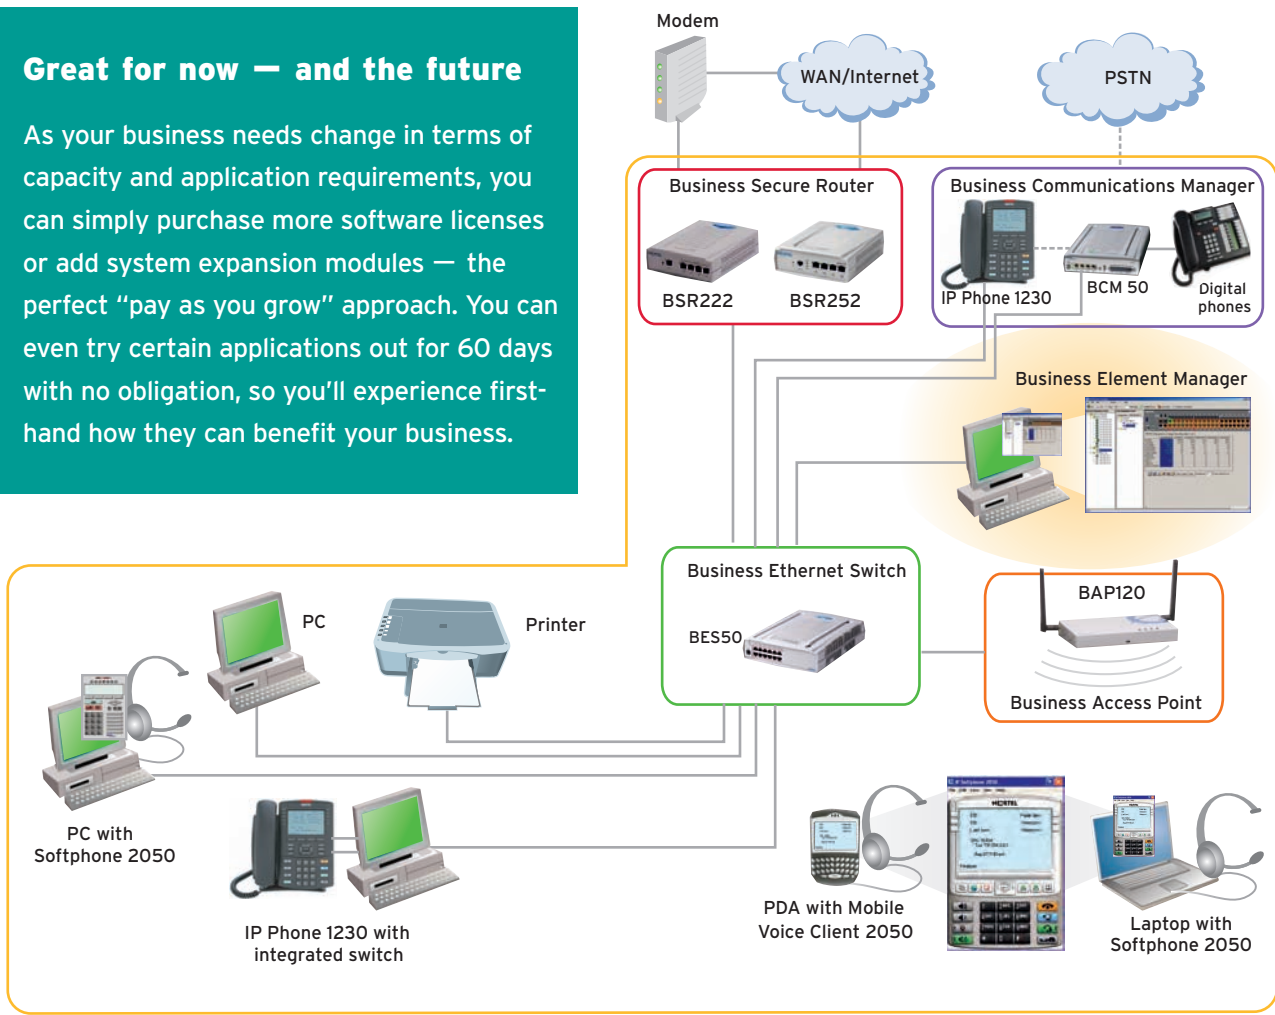 Great for now — and the future
As your business needs change in terms of
capacity and application requirements, you
can simply purchase more software licenses
or add system expansion modules — the
perfect “pay as you grow” approach. You can
even try certain applications out for 60 days
with no obligation, so you’ll experience first-
hand how they can benefit your business.
Modem
WAN/Internet
PSTN
Business Secure Router
BSR222
BSR252
Business Communications Manager
IP Phone 1230
BCM 50
Digital
phones
Business Element Manager
Business Ethernet Switch
BES50
BAP120
Business Access Point
PC
Printer
PC with
Softphone 2050
IP Phone 1230 with
integrated switch
PDA with Mobile
Voice Client 2050
IP Softphone 2050
NORTEL
Laptop with
Softphone 2050